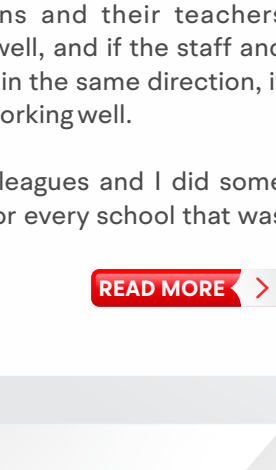 ns and their teachers
well, and if the staff and
in the same direction, i
orking well.
leagues and I did some
or every school that was
READ MORE